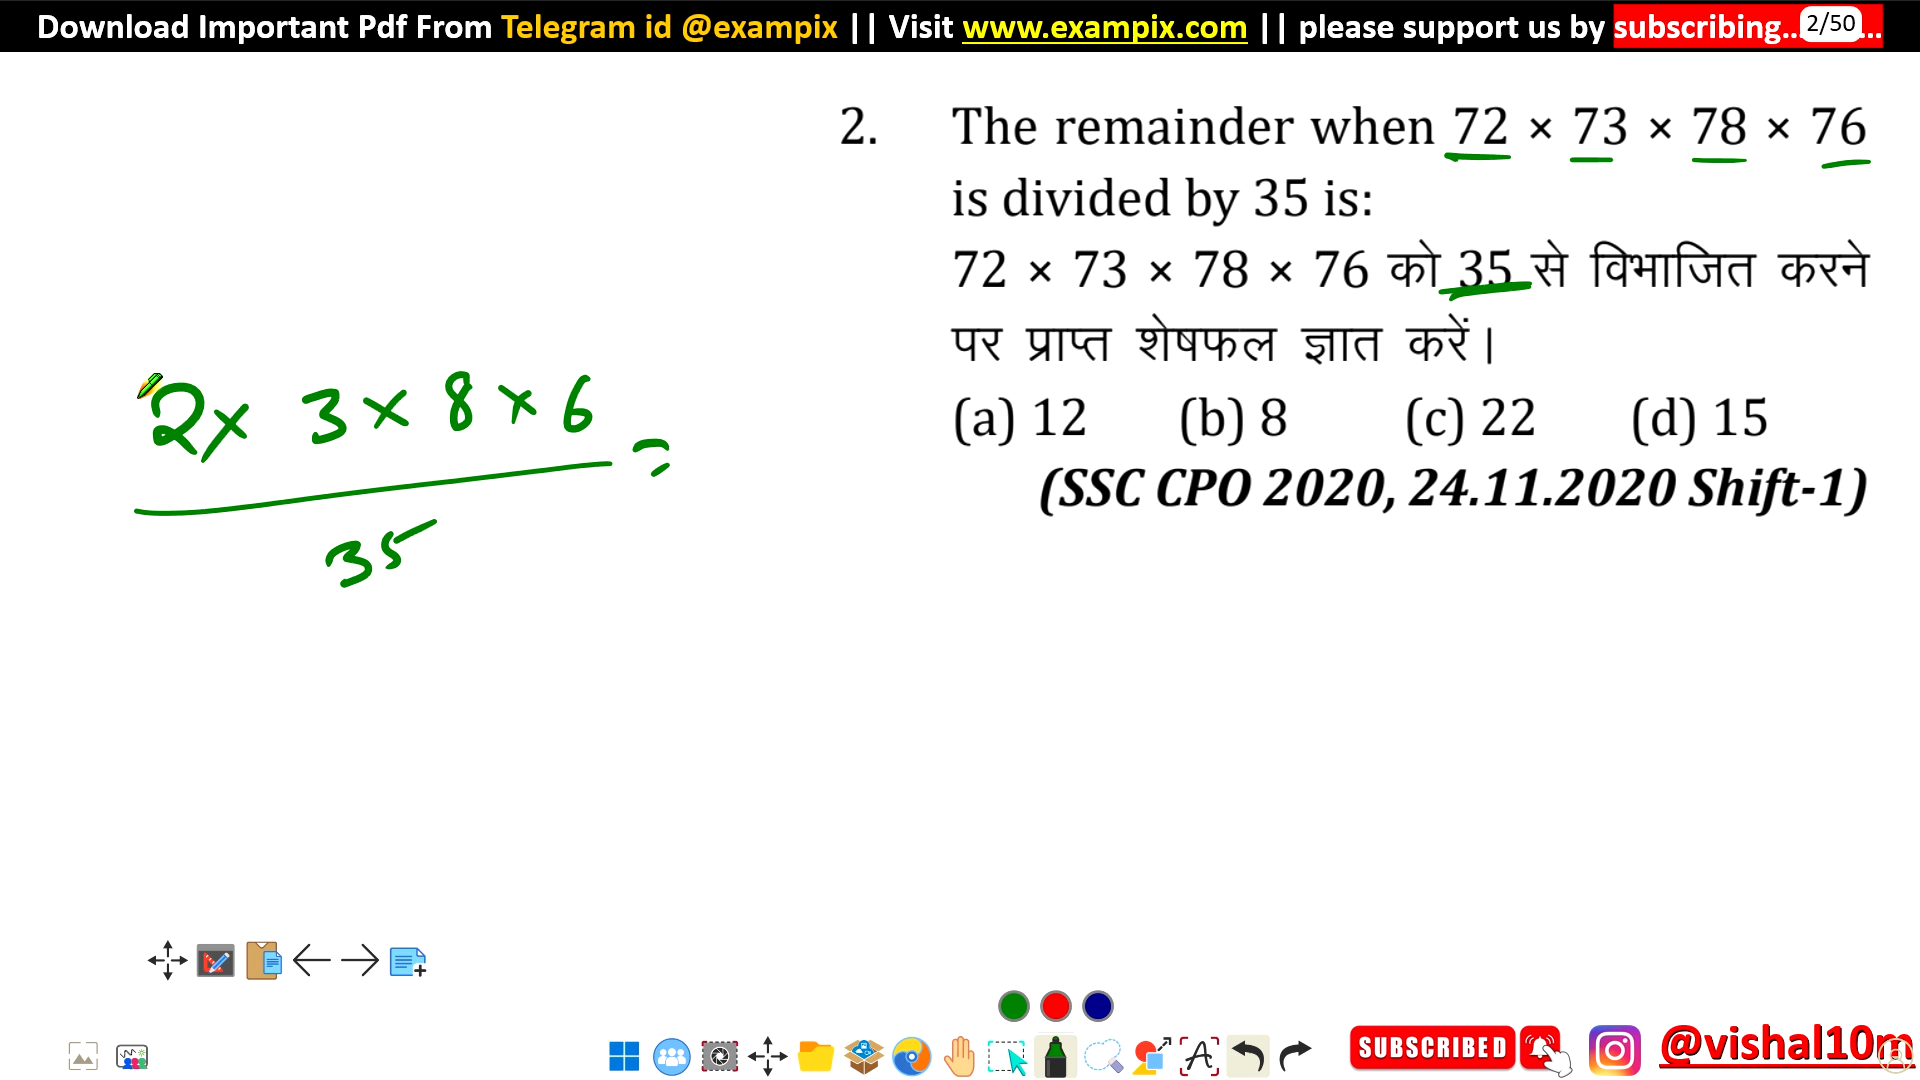 Download Important Pdf From Telegram id @exampix || Visit www.exampix.com || please support us by subscribing.. 2/50 ...
2. The remainder when 72 × 73 × 78 × 76
is divided by 35 is:
72 × 73 × 78 × 76 को 35 से विभाजित करने
पर प्राप्त शेषफल ज्ञात करें।
(a) 12 (b) 8 (c) 22 (d) 15
(SSC CPO 2020, 24.11.2020 Shift-1)
2 × 3 × 8 × 6 =
35
SUBSCRIBED
@vishal10m